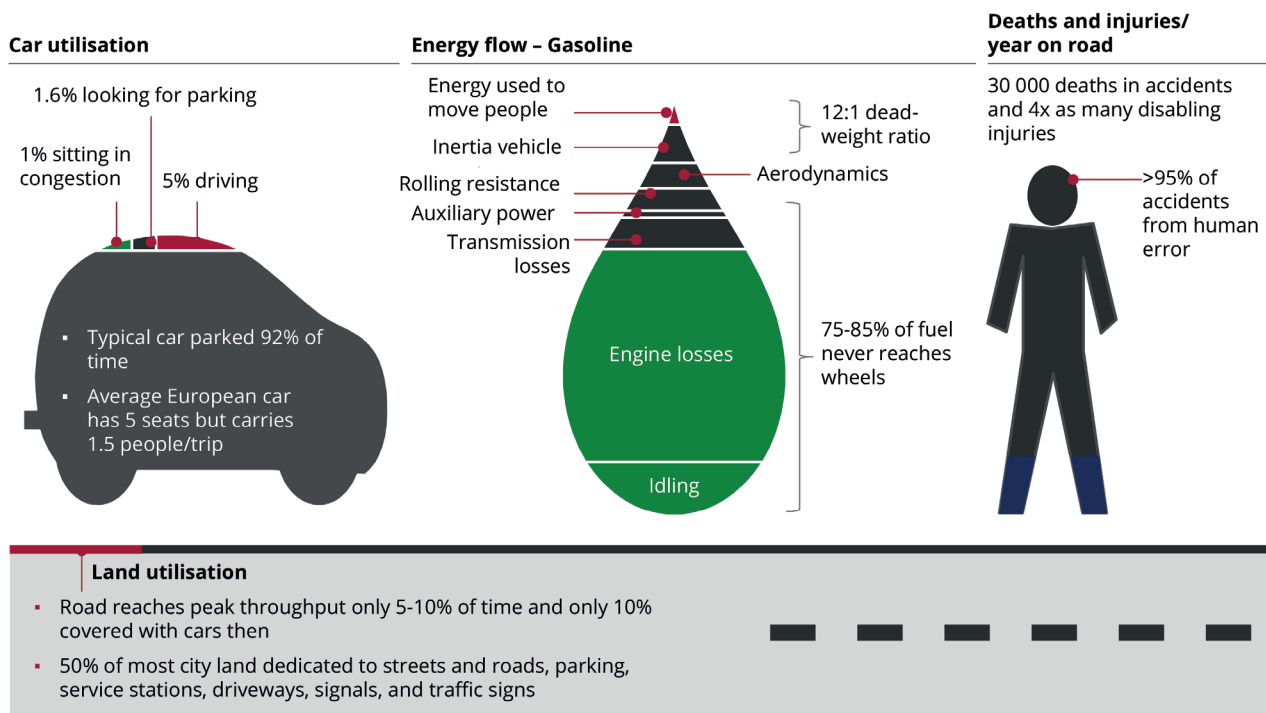 Car utilisation
1.6% looking for parking
1% sitting in
congestion
5% driving
▪ Typical car parked 92% of
time
▪ Average European car
has 5 seats but carries
1.5 people/trip
Energy flow – Gasoline
Energy used to
move people
Inertia vehicle
Rolling resistance
Auxiliary power
Transmission
losses
12:1 dead-
weight ratio
Aerodynamics
Engine losses
Idling
75-85% of fuel
never reaches
wheels
Deaths and injuries/
year on road
30 000 deaths in accidents
and 4x as many disabling
injuries
>95% of
accidents
from human
error
Land utilisation
▪ Road reaches peak throughput only 5-10% of time and only 10%
covered with cars then
▪ 50% of most city land dedicated to streets and roads, parking,
service stations, driveways, signals, and traffic signs